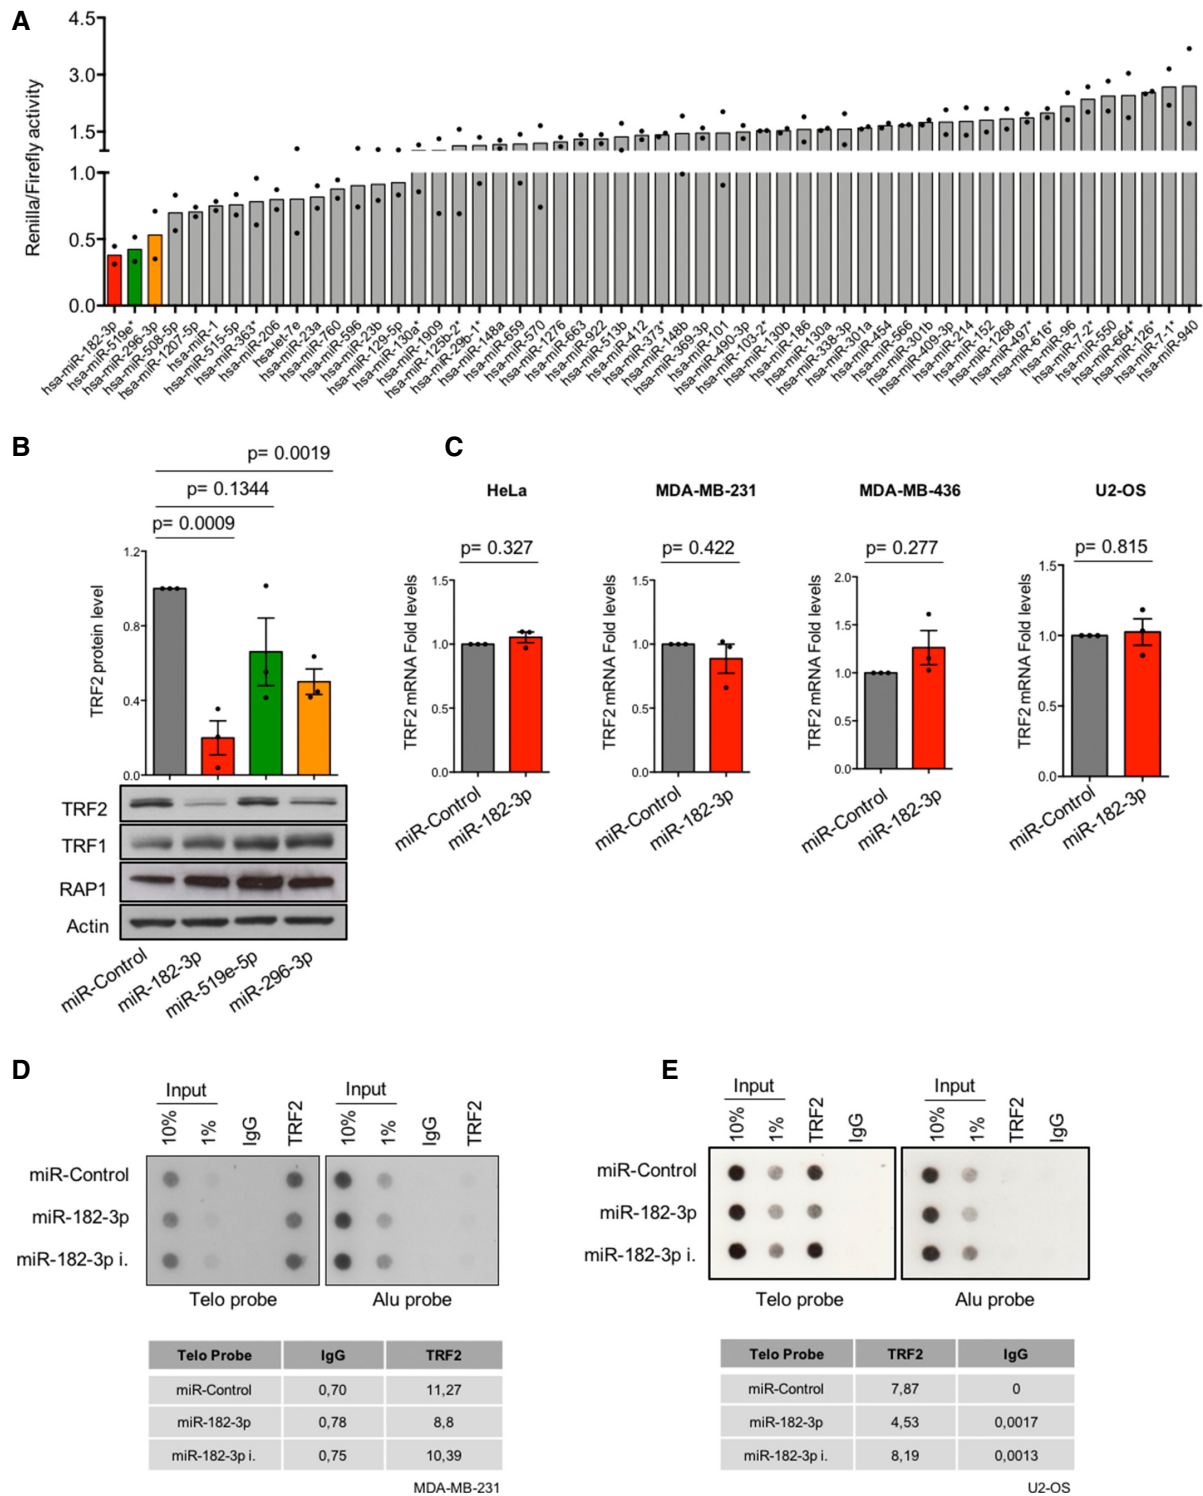 A
Renilla/Firefly activity
4.5
3.0
1.5
1.0
0.5
0.0
hsa-miR-182-3p
hsa-miR-519e*
hsa-miR-296-3p
hsa-miR-508-5p
hsa-miR-1207-5p
hsa-miR-1
hsa-miR-515-5p
hsa-miR-363*
hsa-miR-206
hsa-let-7e
hsa-miR-23a
hsa-miR-760
hsa-miR-596
hsa-miR-23b
hsa-miR-129-5p
hsa-miR-130a*
hsa-miR-1909
hsa-miR-125b-2*
hsa-miR-29b-1*
hsa-miR-148a
hsa-miR-659
hsa-miR-570
hsa-miR-1276
hsa-miR-663
hsa-miR-922
hsa-miR-513b
hsa-miR-412
hsa-miR-373*
hsa-miR-148b
hsa-miR-369-3p
hsa-miR-101
hsa-miR-490-3p
hsa-miR-103-2*
hsa-miR-130b
hsa-miR-186
hsa-miR-130a
hsa-miR-338-3p
hsa-miR-301a
hsa-miR-454
hsa-miR-566
hsa-miR-301b
hsa-miR-409-3p
hsa-miR-214
hsa-miR-152
hsa-miR-1268
hsa-miR-497*
hsa-miR-616*
hsa-miR-96
hsa-miR-7-2*
hsa-miR-550
hsa-miR-664*
hsa-miR-126*
hsa-miR-7-1*
hsa-miR-940
B
p= 0.0019
p= 0.1344
p= 0.0009
TRF2 protein level
1.2
0.8
0.4
0.0
TRF2
TRF1
RAP1
Actin
miR-Control
miR-182-3p
miR-519e-5p
miR-296-3p
C
HeLa
p= 0.327
TRF2 mRNA Fold levels
1.5
1.0
0.5
0.0
miR-Control
miR-182-3p
MDA-MB-231
p= 0.422
TRF2 mRNA Fold levels
1.5
1.0
0.5
0.0
miR-Control
miR-182-3p
MDA-MB-436
p= 0.277
TRF2 mRNA Fold levels
2.0
1.5
1.0
0.5
0.0
miR-Control
miR-182-3p
U2-OS
p= 0.815
TRF2 mRNA Fold levels
1.5
1.0
0.5
0.0
miR-Control
miR-182-3p
D
Input Input
10% 1% IgG TRF2 10% 1% IgG TRF2
miR-Control
miR-182-3p
miR-182-3p i.
Telo probe Alu probe
Telo Probe IgG TRF2
miR-Control 0,70 11,27
miR-182-3p 0,78 8,8
miR-182-3p i. 0,75 10,39
MDA-MB-231
E
Input Input
10% 1% TRF2 IgG 10% 1% TRF2 IgG
miR-Control
miR-182-3p
miR-182-3p i.
Telo probe Alu probe
Telo Probe TRF2 IgG
miR-Control 7,87 0
miR-182-3p 4,53 0,0017
miR-182-3p i. 8,19 0,0013
U2-OS